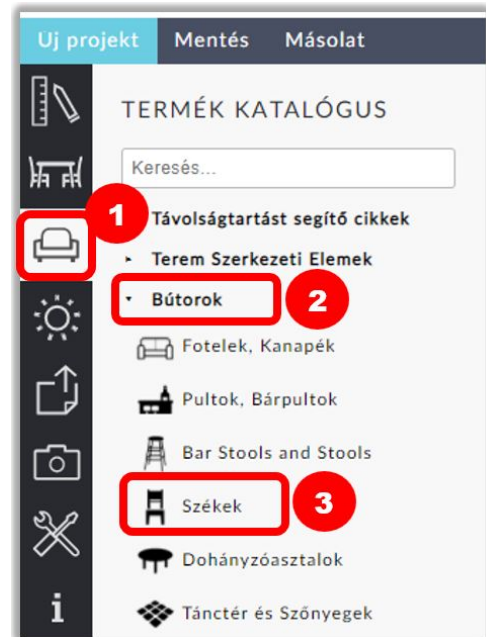 Uj projekt Mentés Másolat
TERMÉK KATALÓGUS
Keresés...
1
Távolságtartást segítő cikkek
Terem Szerkezeti Elemek
Bútorok
2
Fotelek, Kanapék
Pultok, Bárpultok
Bar Stools and Stools
Székek
3
Dohányzóasztalok
Tánctér és Szőnyegek
i